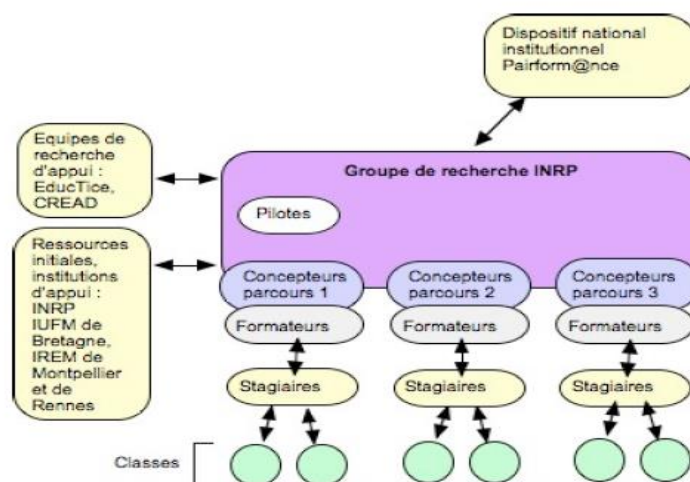 Dispositif national
institutionnel
Pairform@nce
Equipes de
recherche
d'appui :
EducTice,
CREAD
Groupe de recherche INRP
Pilotes
Ressources
initiales,
institutions
d'appui :
INRP
IUFM de
Bretagne,
IREM de
Montpellier
et de
Rennes
Concepteurs
parcours 1
Concepteurs
parcours 2
Concepteurs
parcours 3
Formateurs
Formateurs
Formateurs
Stagiaires
Stagiaires
Stagiaires
Classes